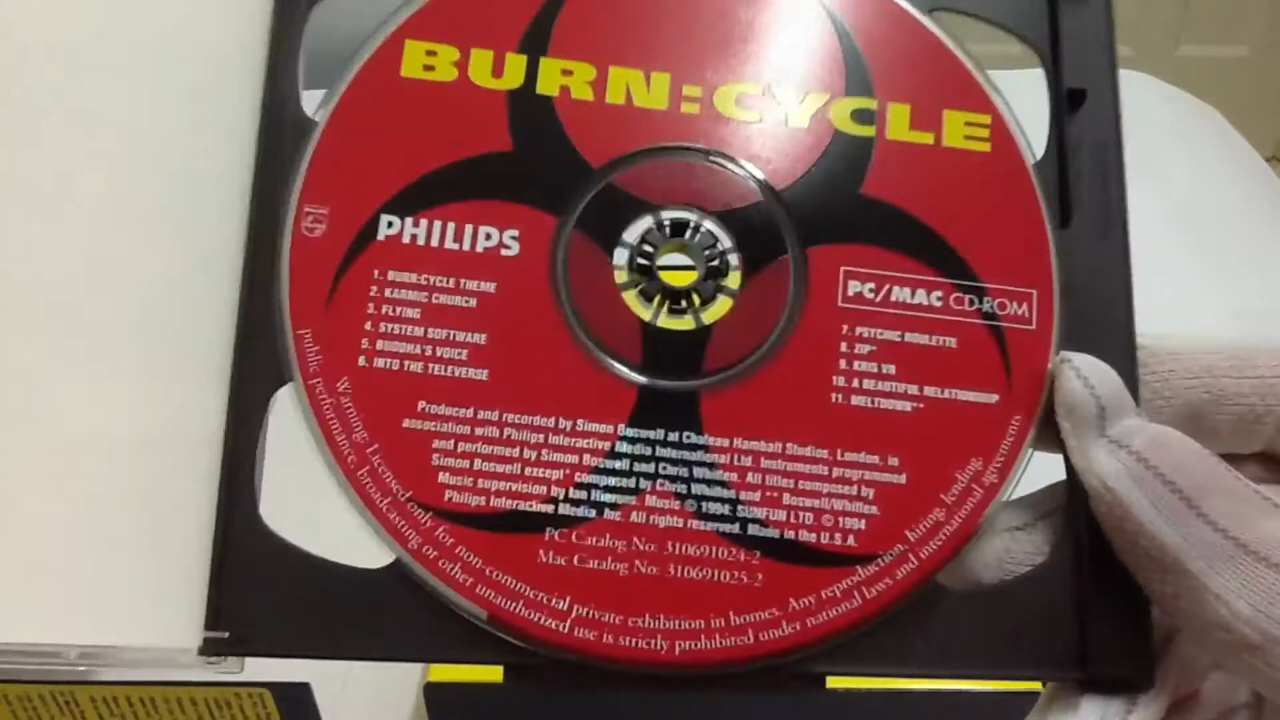 BURN:CYCLE
PHILIPS
1. BURN:CYCLE THEME
2. KARMIC CHURCH
3. FLYING
4. SYSTEM SOFTWARE
5. BUDDHA'S VOICE
6. INTO THE TELEVERSE
PC/MAC CD-ROM
7. PSYCHIC ROULETTE
8. ZIP*
9. KRIS VR
10. A BEAUTIFUL RELATIONSHIP
11. MELTDOWN**
Produced and recorded by Simon Boswell at Chateau Hamball Studios, London, in
association with Philips Interactive Media International Ltd. Instruments programmed
and performed by Simon Boswell and Chris Whitten. All titles composed by
Simon Boswell except* composed by Chris Whitten and ** Boswell/Whitten.
Music supervision by Ian Hierons. Music © 1994: SUNFUN LTD. © 1994
Philips Interactive Media, Inc. All rights reserved. Made in the U.S.A.
PC Catalog No: 310691024-2
Mac Catalog No: 310691025-2
Warning: Licensed only for non-commercial private exhibition in homes. Any reproduction, hiring, lending,
public performance, broadcasting or other unauthorized use is strictly prohibited under national laws and international agreements